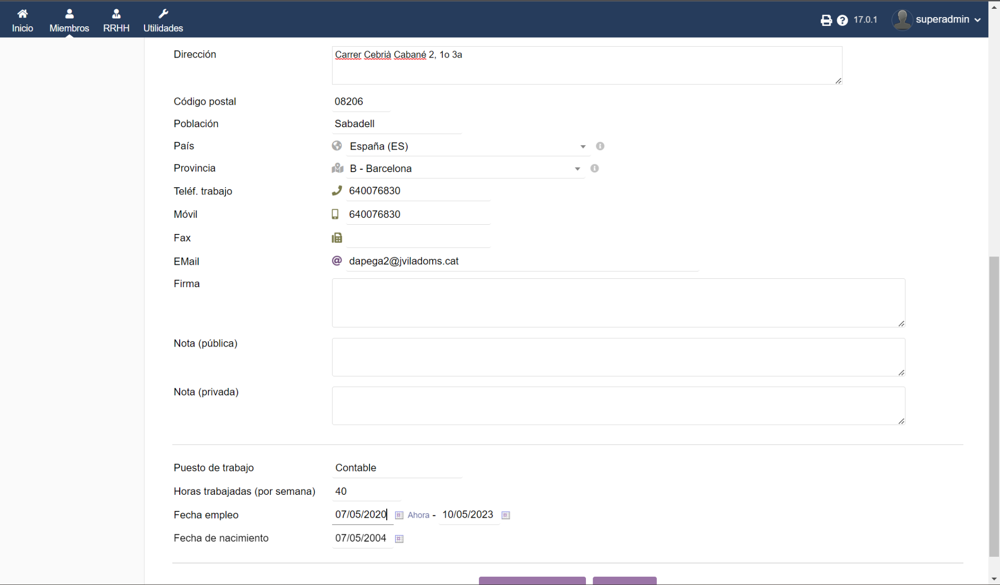 Inicio Miembros RRHH Utilidades 17.0.1 superadmin
Dirección Carrer Cebrià Cabané 2, 1o 3a
Código postal 08206
Población Sabadell
País España (ES)
Provincia B - Barcelona
Teléf. trabajo 640076830
Móvil 640076830
Fax
EMail dapega2@jviladoms.cat
Firma
Nota (pública)
Nota (privada)
Puesto de trabajo Contable
Horas trabajadas (por semana) 40
Fecha empleo 07/05/2020 Ahora - 10/05/2023
Fecha de nacimiento 07/05/2004